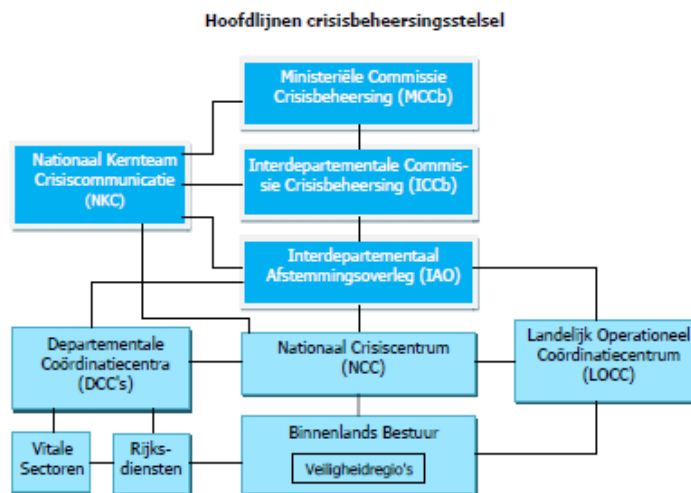 Hoofdlijnen crisisbeheersingsstelsel
Ministeriële Commissie
Crisisbeheersing (MCCb)
Nationaal Kernteam
Crisiscommunicatie
(NKC)
Interdepartementale Commis-
sie Crisisbeheersing (ICCb)
Interdepartementaal
Afstemmingsoverleg (IAO)
Departementale
Coördinatiecentra
(DCC's)
Nationaal Crisiscentrum
(NCC)
Landelijk Operationeel
Coördinatiecentrum
(LOCC)
Vitale
Sectoren
Rijks-
diensten
Binnenlands Bestuur
Veiligheidregio's